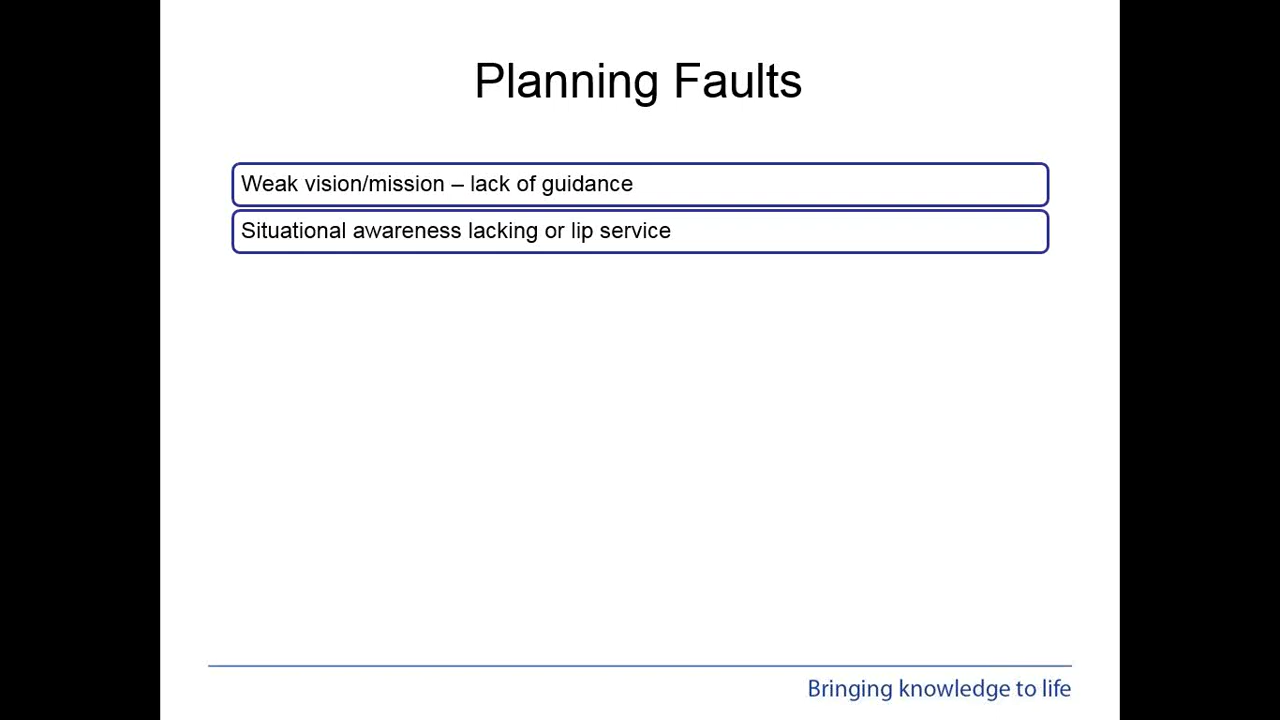 Planning Faults
Weak vision/mission – lack of guidance
Situational awareness lacking or lip service
Bringing knowledge to life